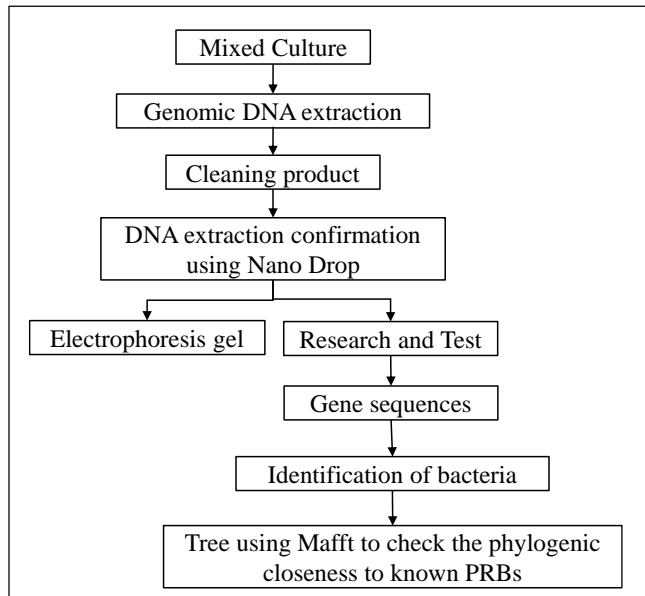 Mixed Culture
Genomic DNA extraction
Cleaning product
DNA extraction confirmation
using Nano Drop
Electrophoresis gel
Research and Test
Gene sequences
Identification of bacteria
Tree using Mafft to check the phylogenic
closeness to known PRBs